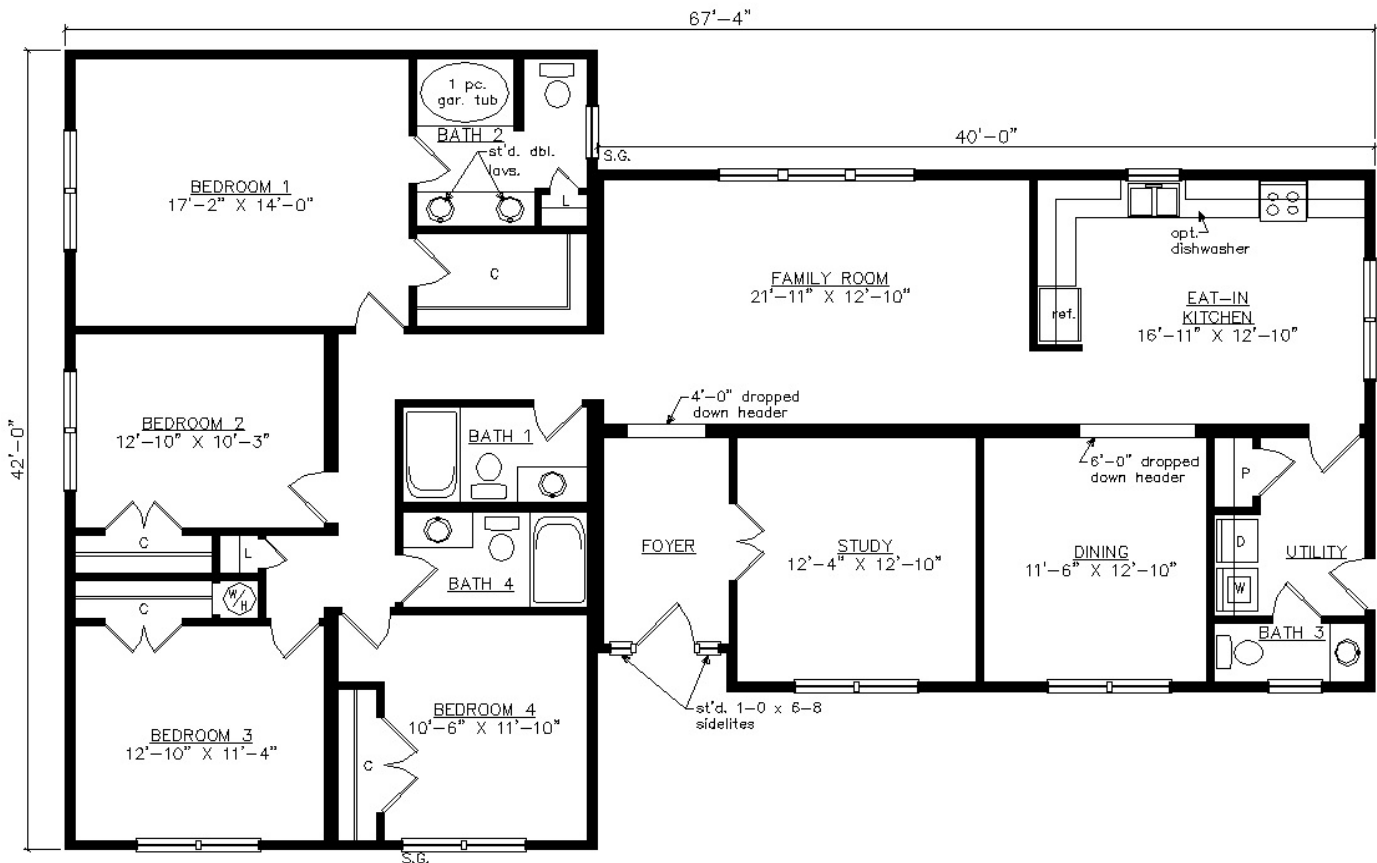 67'-4"
42'-0"
40'-0"
1 pc.
gar. tub
BATH 2
st'd. dbl.
lavs.
S.G.
L
BEDROOM 1
17'-2" X 14'-0"
C
FAMILY ROOM
21'-11" X 12'-10"
opt.
dishwasher
ref.
EAT-IN
KITCHEN
16'-11" X 12'-10"
4'-0" dropped
down header
BEDROOM 2
12'-10" X 10'-3"
BATH 1
6'-0" dropped
down header
P
C
L
FOYER
STUDY
12'-4" X 12'-10"
DINING
11'-6" X 12'-10"
D
UTILITY
BATH 4
W
W/H
C
BATH 3
st'd. 1-0 x 6-8
sidelites
BEDROOM 3
12'-10" X 11'-4"
BEDROOM 4
10'-6" X 11'-10"
C
S.G.